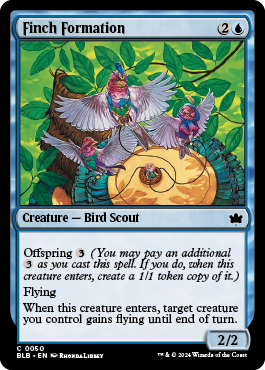 Finch Formation 2
Creature — Bird Scout
Offspring 3 (You may pay an additional
3 as you cast this spell. If you do, when this
creature enters, create a 1/1 token copy of it.)
Flying
When this creature enters, target creature
you control gains flying until end of turn.
2/2
C 0050
BLB • EN Rhonda Libbey
™ & © 2024 Wizards of the Coast